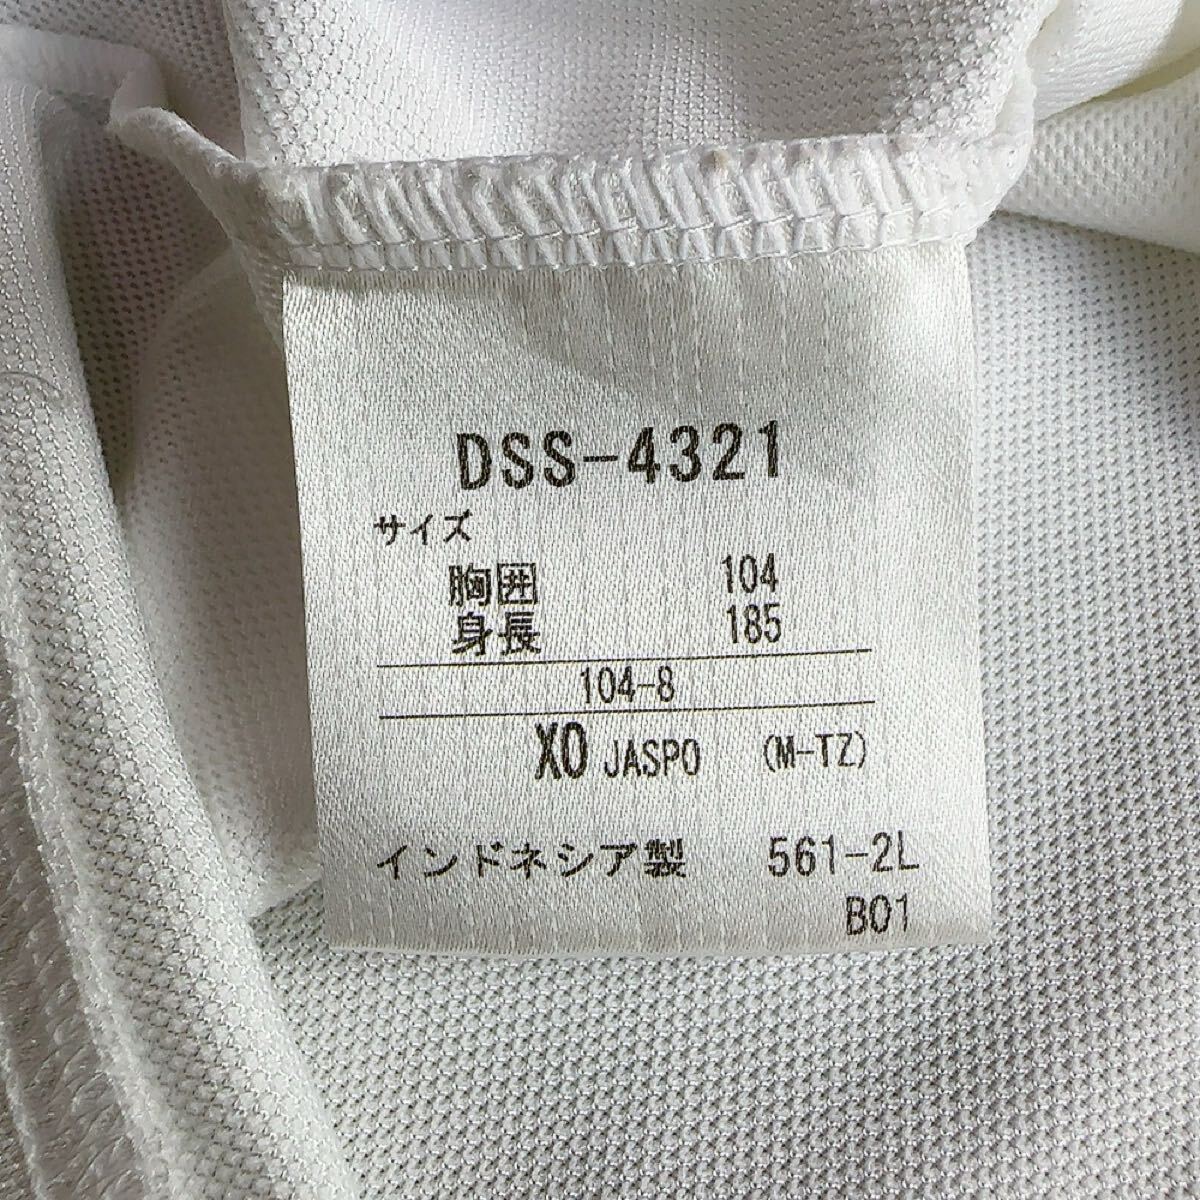 DSS-4321
サイズ
胸囲 104
身長 185
104-8
XO JASPO (M-TZ)
インドネシア製 561-2L
B01